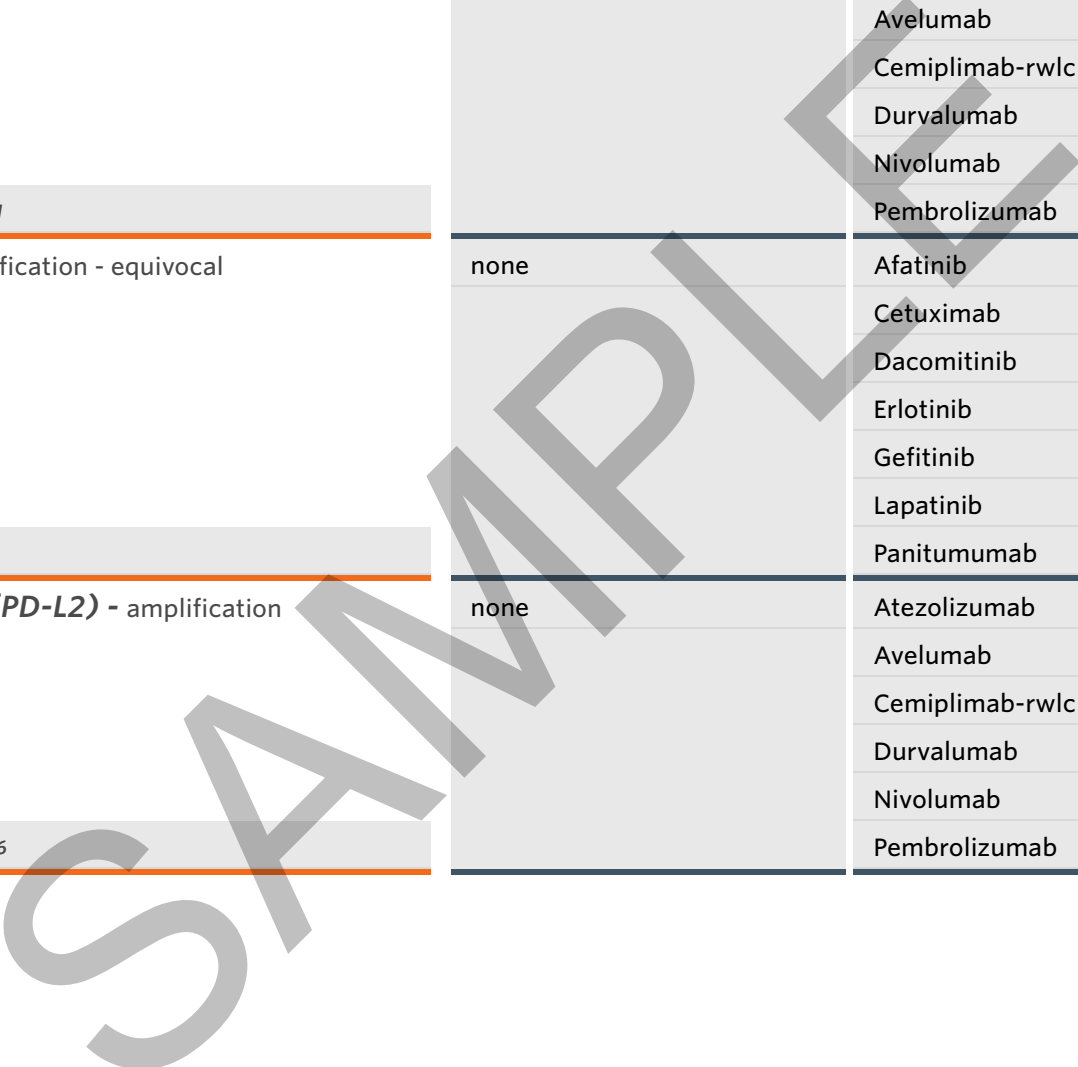 Avelumab
Cemiplimab-rwlc
Durvalumab
Nivolumab
Pembrolizumab
fication - equivocal
none
Afatinib
Cetuximab
Dacomitinib
Erlotinib
Gefitinib
Lapatinib
Panitumumab
PD-L2) - amplification
none
Atezolizumab
Avelumab
Cemiplimab-rwlc
Durvalumab
Nivolumab
6
Pembrolizumab
SAMPLE